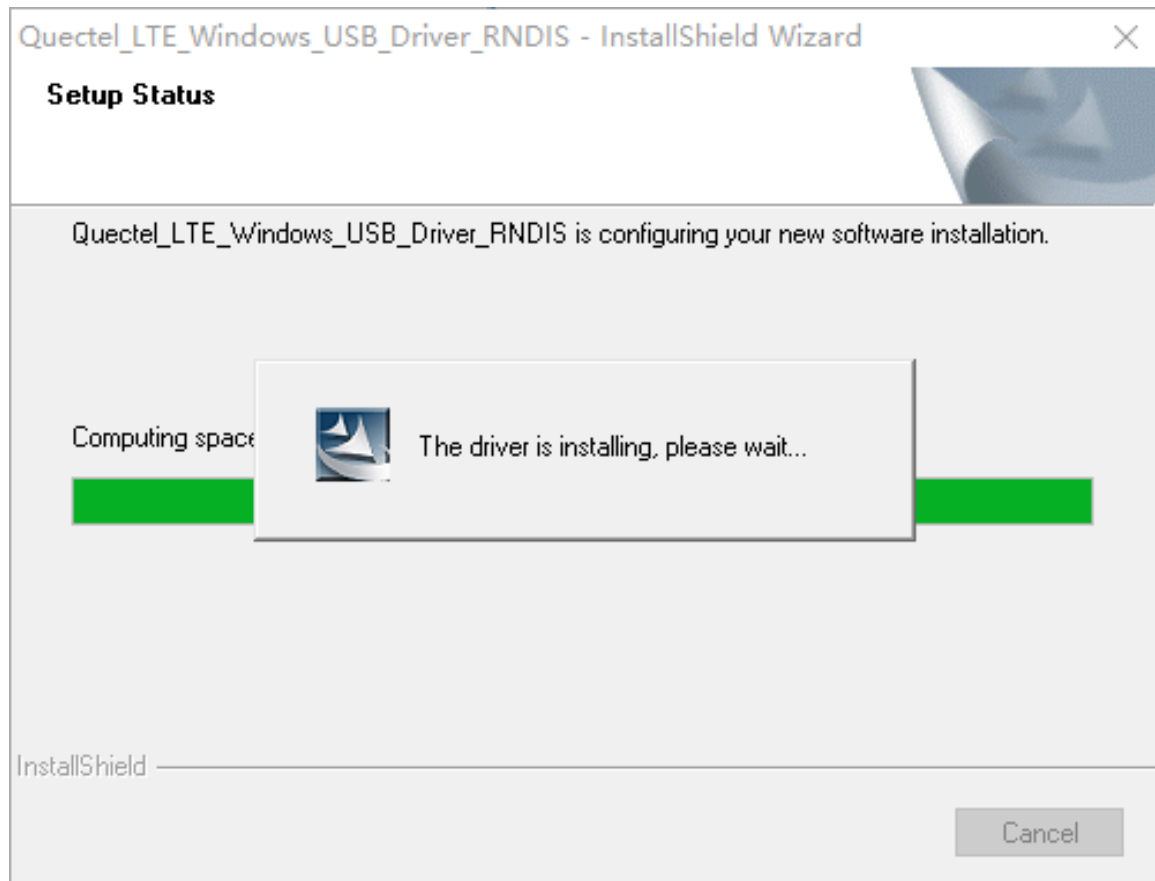 Quectel_LTE_Windows_USB_Driver_RNDIS - InstallShield Wizard
Setup Status
Quectel_LTE_Windows_USB_Driver_RNDIS is configuring your new software installation.
Computing space
The driver is installing, please wait...
InstallShield
Cancel